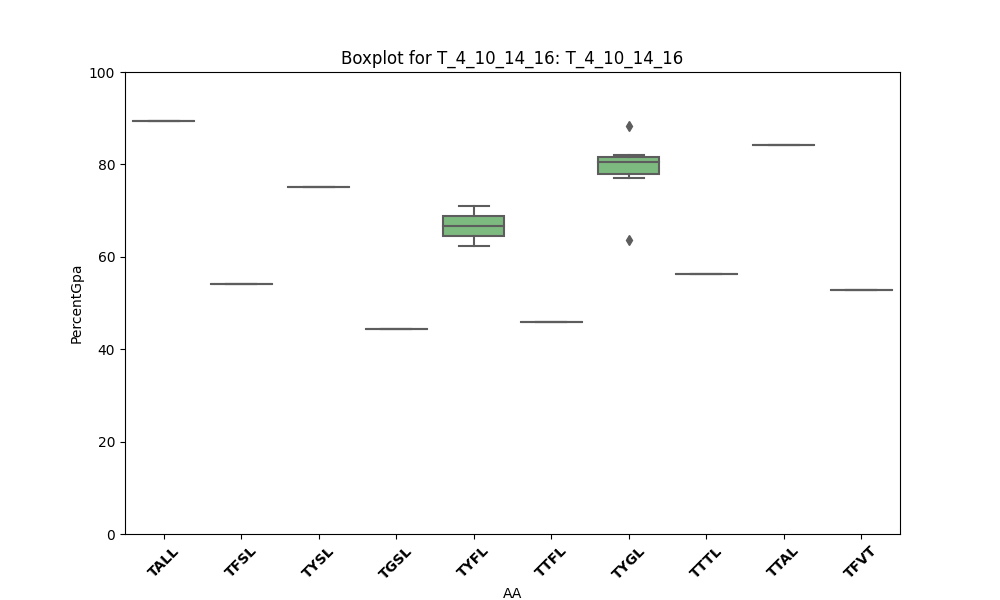 Boxplot for T_4_10_14_16: T_4_10_14_16
100
80
60
40
20
0
PercentGpa
TALL TFSL TYSL TGSL TYFL TTFL TYGL TTTL TTAL TFVT
AA